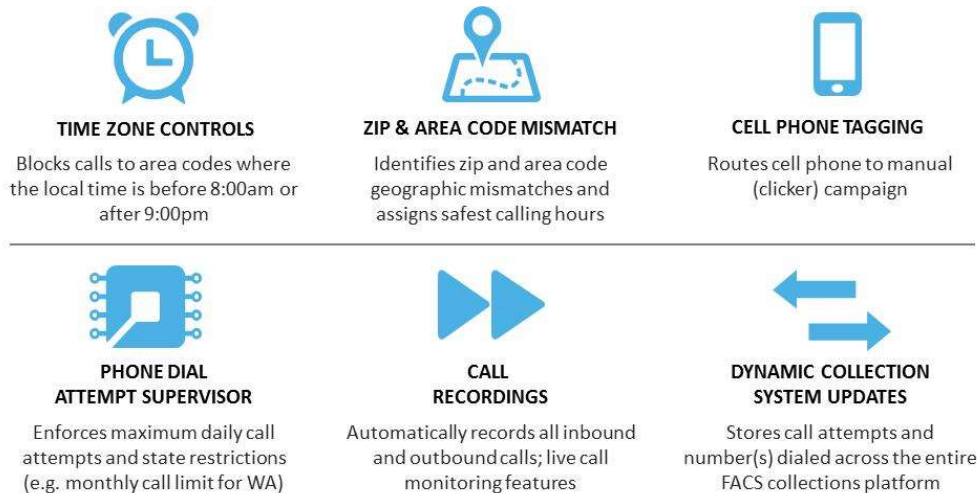 TIME ZONE CONTROLS
Blocks calls to area codes where
the local time is before 8:00am or
after 9:00pm
ZIP & AREA CODE MISMATCH
Identifies zip and area code
geographic mismatches and
assigns safest calling hours
CELL PHONE TAGGING
Routes cell phone to manual
(clicker) campaign
PHONE DIAL
ATTEMPT SUPERVISOR
Enforces maximum daily call
attempts and state restrictions
(e.g. monthly call limit for WA)
CALL
RECORDINGS
Automatically records all inbound
and outbound calls; live call
monitoring features
DYNAMIC COLLECTION
SYSTEM UPDATES
Stores call attempts and
number(s) dialed across the entire
FACS collections platform